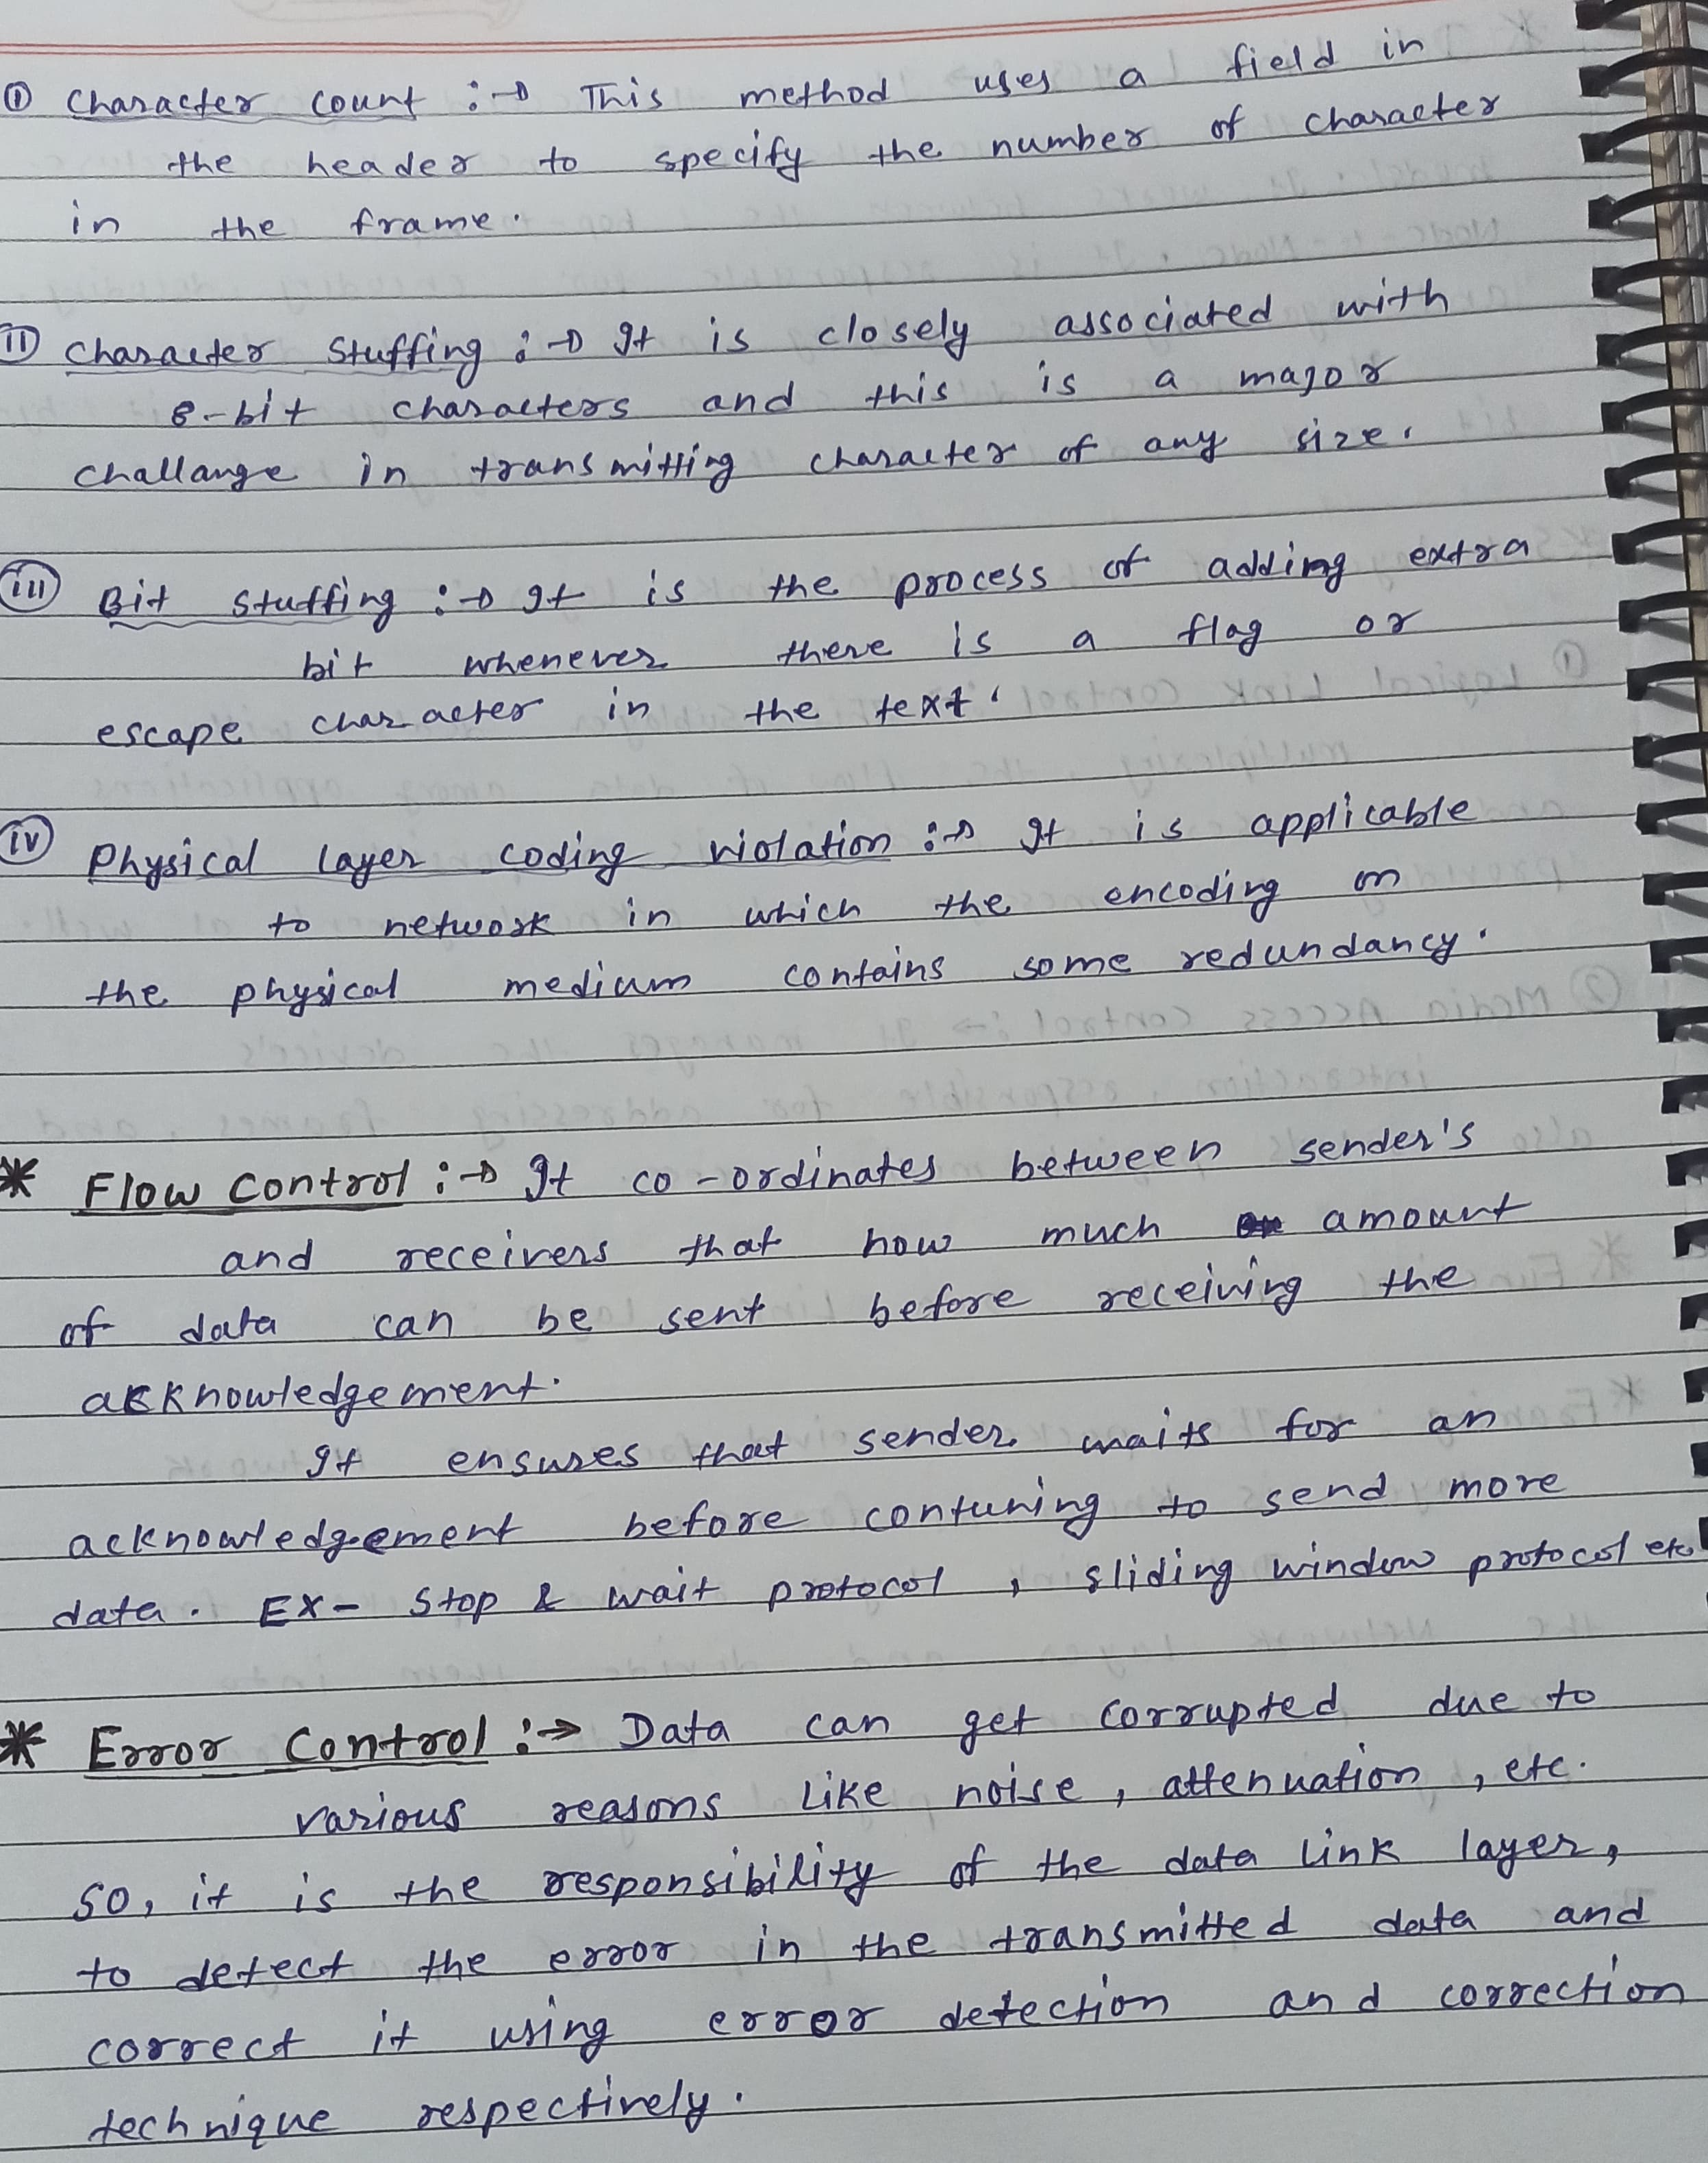 ① Character count :→ This method uses a field in
the header to specify the number of character
in the frame.
ⅱ Character Stuffing :→ It is closely associated with
8-bit characters and this is a major
challange in transmitting character of any size.
ⅲ Bit stuffing :→ It is the process of adding extra
bit whenever there is a flag or
escape character in the text.
ⅳ Physical layer coding violation :→ It is applicable
to network in which the encoding on
the physical medium contains some redundancy.
* Flow Control :→ It co-ordinates between sender's
and receivers that how much amount
of data can be sent before receiving the
acknowledgement.
It ensures that sender waits for an
acknowledgement before contuning to send more
data. EX- Stop & wait protocol, sliding window protocol etc
* Error Control :→ Data can get corrupted due to
various reasons like noise, attenuation, etc.
so, it is the responsibility of the data link layer,
to detect the error in the transmitted data and
correct it using error detection and correction
technique respectively.